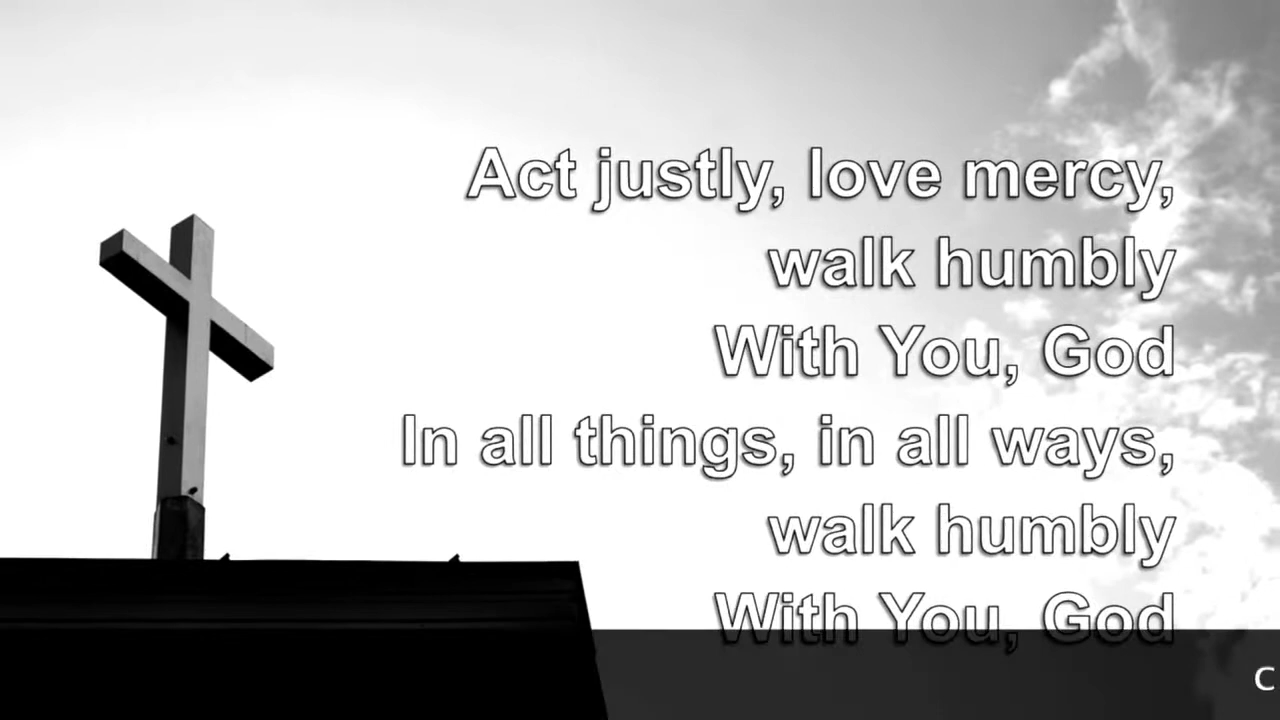 Act justly, love mercy,
walk humbly
With You, God
In all things, in all ways,
walk humbly
With You, God
C